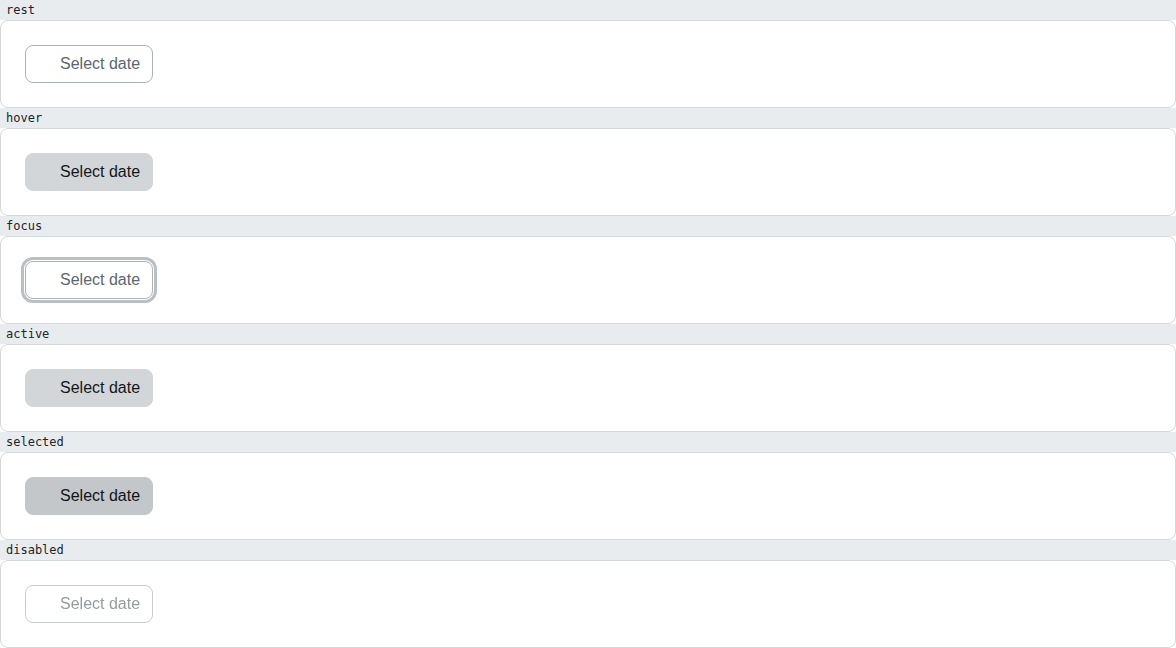 rest
Select date
hover
Select date
focus
Select date
active
Select date
selected
Select date
disabled
Select date